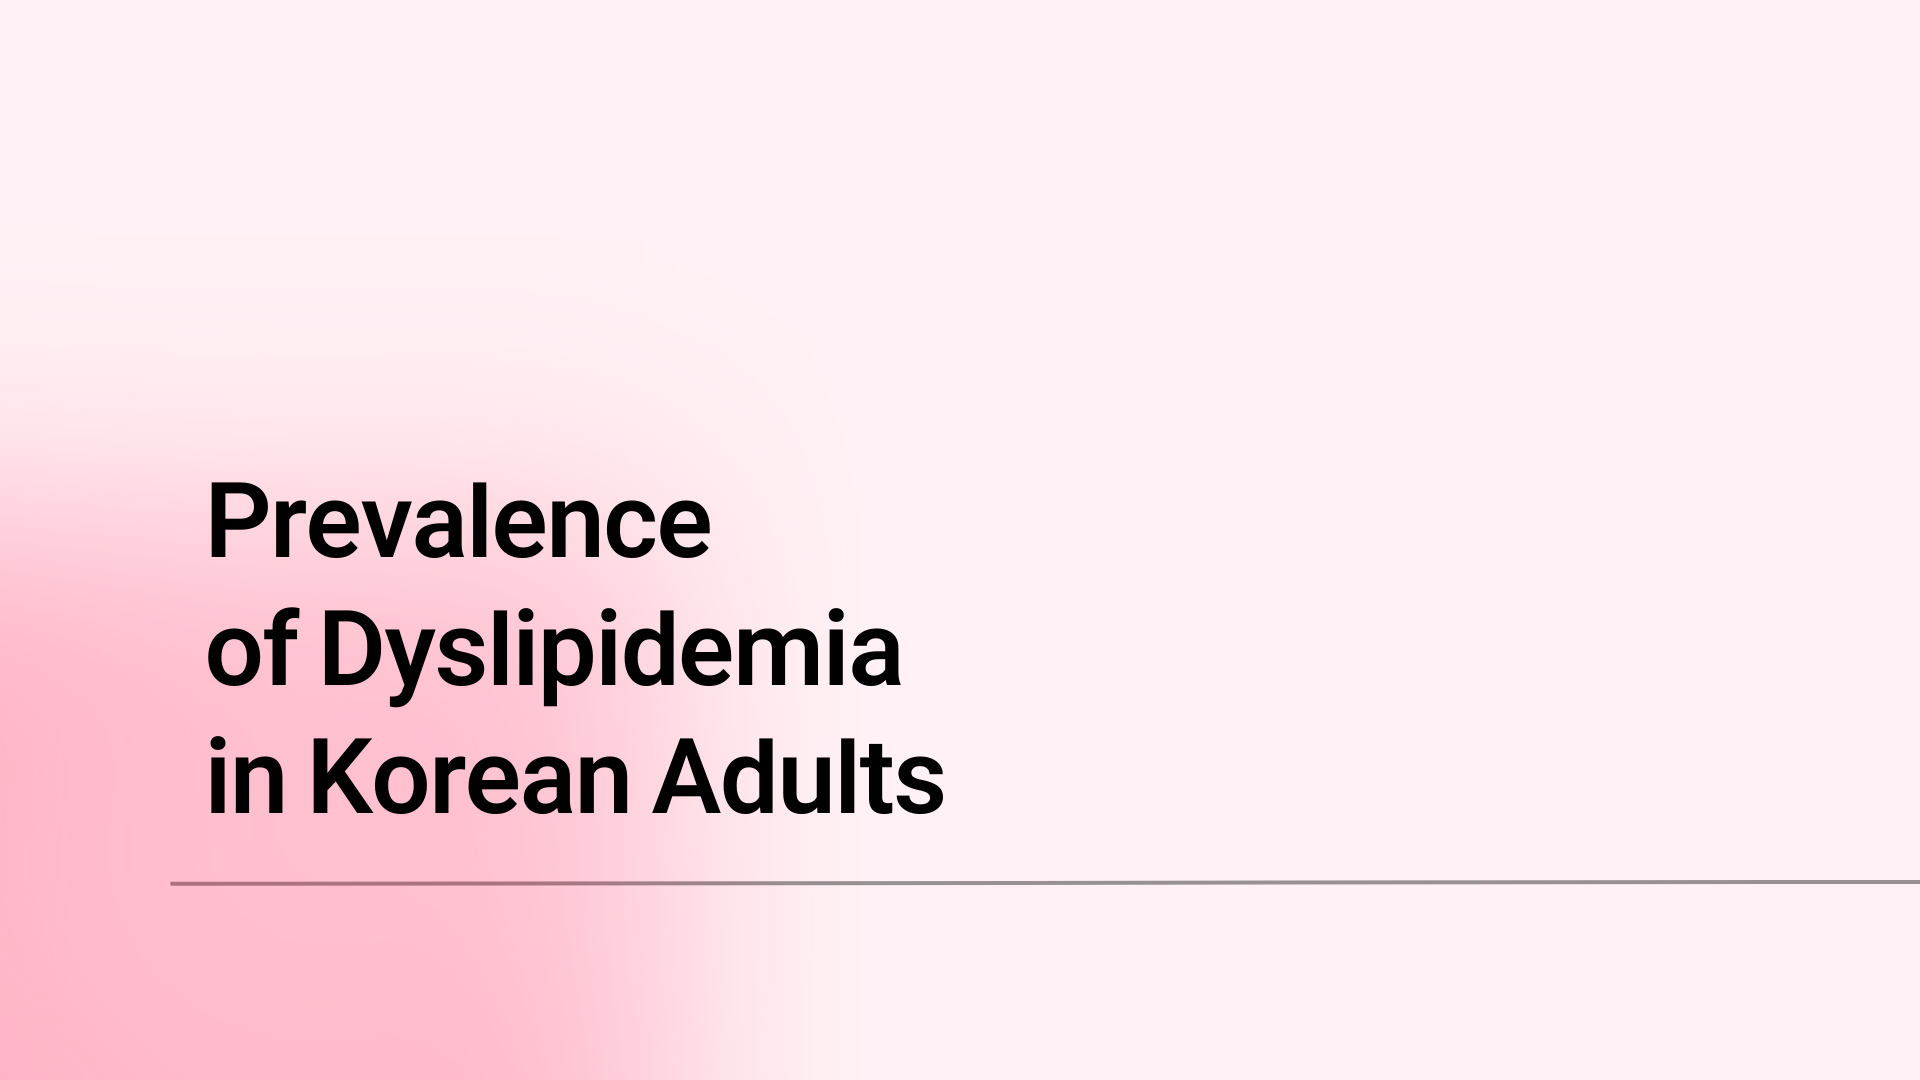 Prevalence
of Dyslipidemia
in Korean Adults